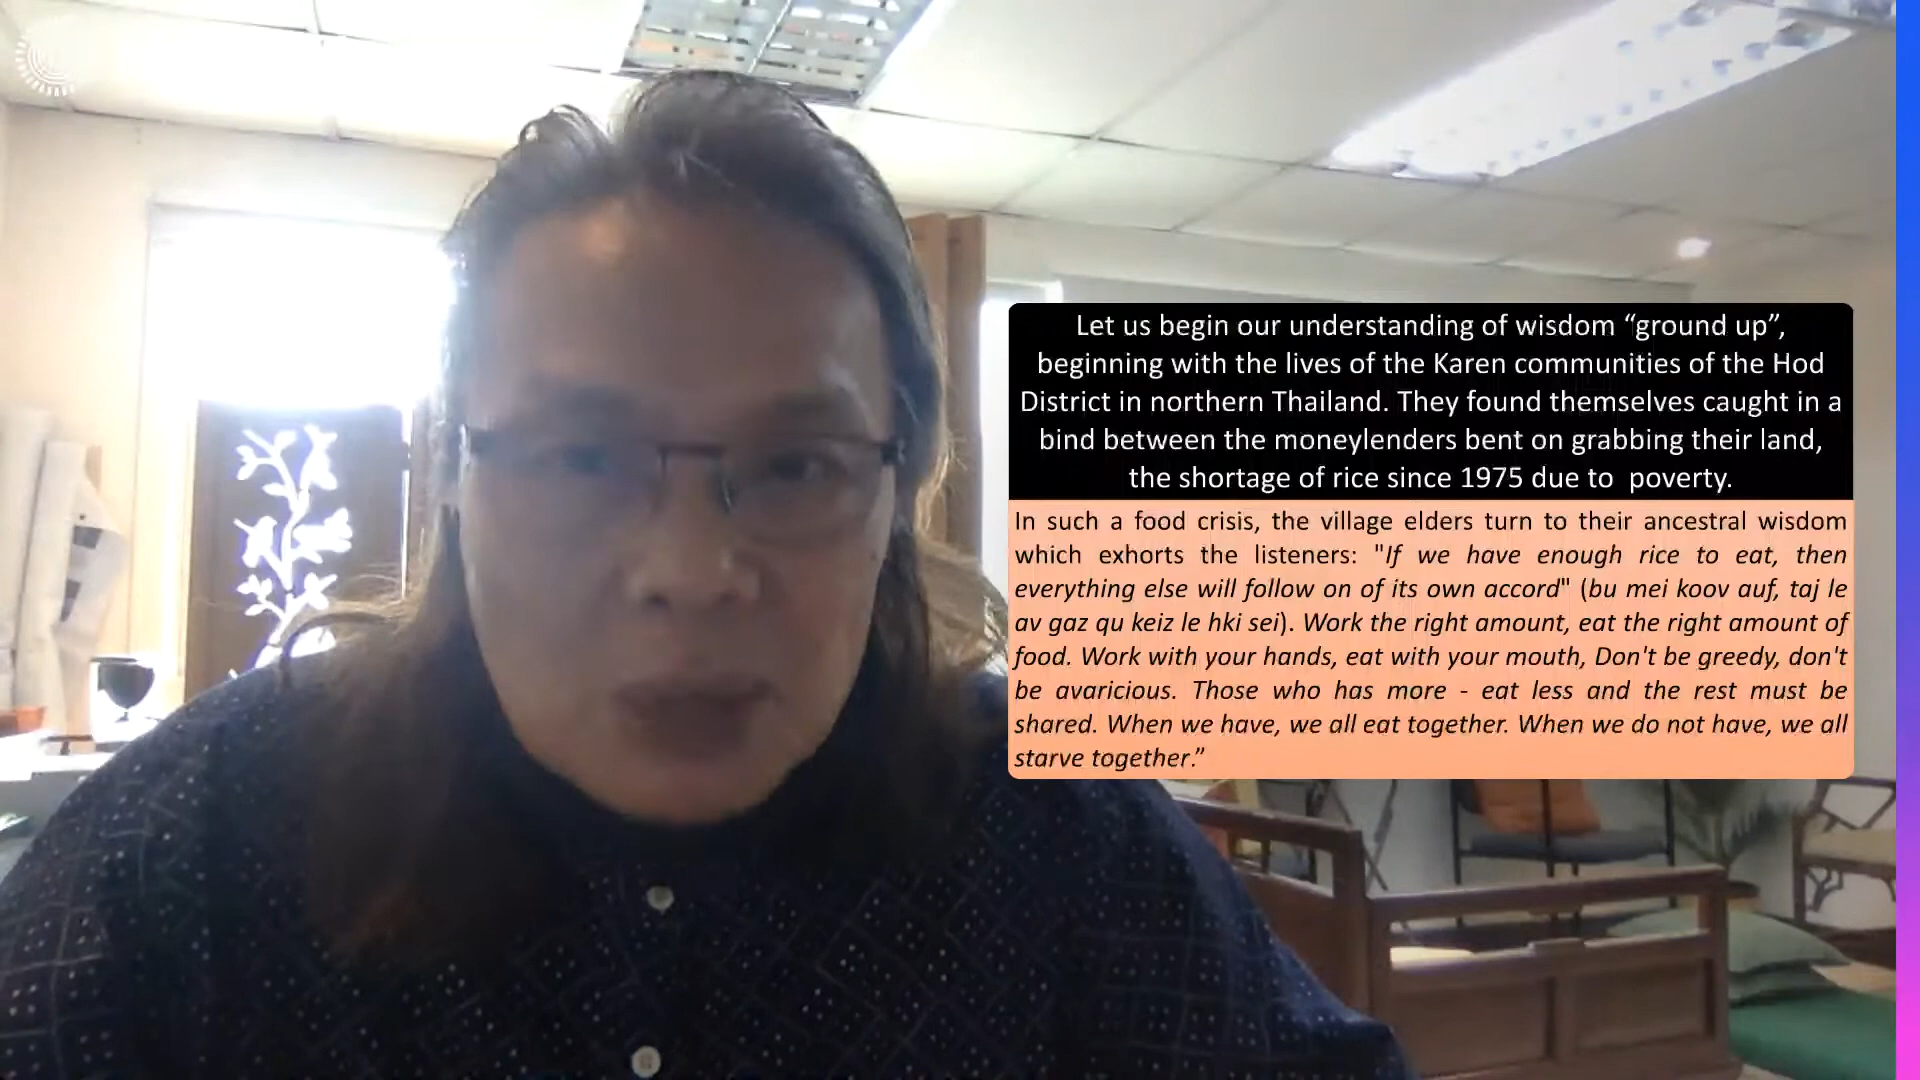 Let us begin our understanding of wisdom “ground up”,
beginning with the lives of the Karen communities of the Hod
District in northern Thailand. They found themselves caught in a
bind between the moneylenders bent on grabbing their land,
the shortage of rice since 1975 due to  poverty.
In such a food crisis, the village elders turn to their ancestral wisdom
which exhorts the listeners: "If we have enough rice to eat, then
everything else will follow on of its own accord" (bu mei koov auf, taj le
av gaz qu keiz le hki sei). Work the right amount, eat the right amount of
food. Work with your hands, eat with your mouth, Don't be greedy, don't
be avaricious. Those who has more - eat less and the rest must be
shared. When we have, we all eat together. When we do not have, we all
starve together.”